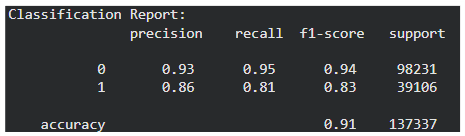 Classification Report:
precision recall f1-score support
0 0.93 0.95 0.94 98231
1 0.86 0.81 0.83 39106
accuracy 0.91 137337